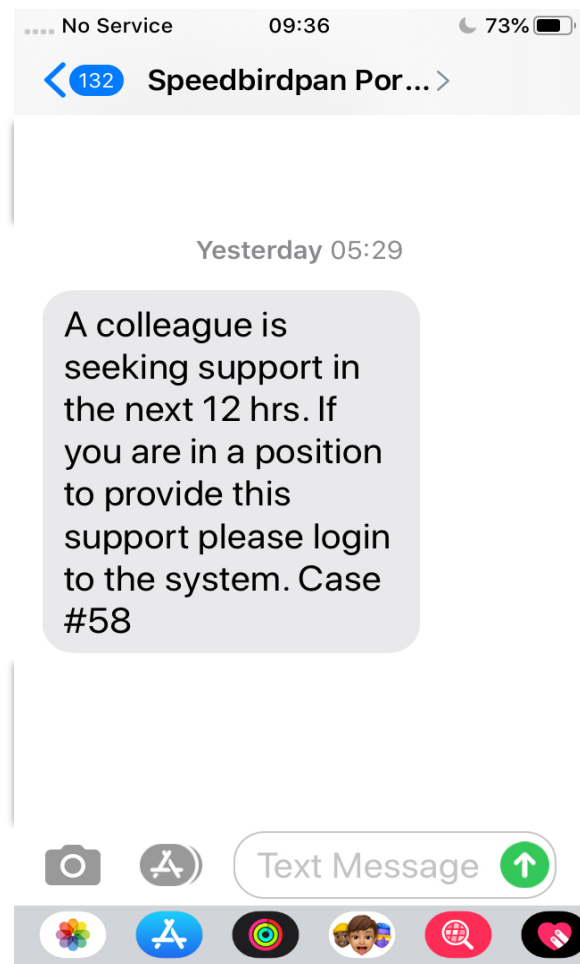 No Service 09:36 73%
132 Speedbirdpan Por...
Yesterday 05:29
A colleague is
seeking support in
the next 12 hrs. If
you are in a position
to provide this
support please login
to the system. Case
#58
Text Message